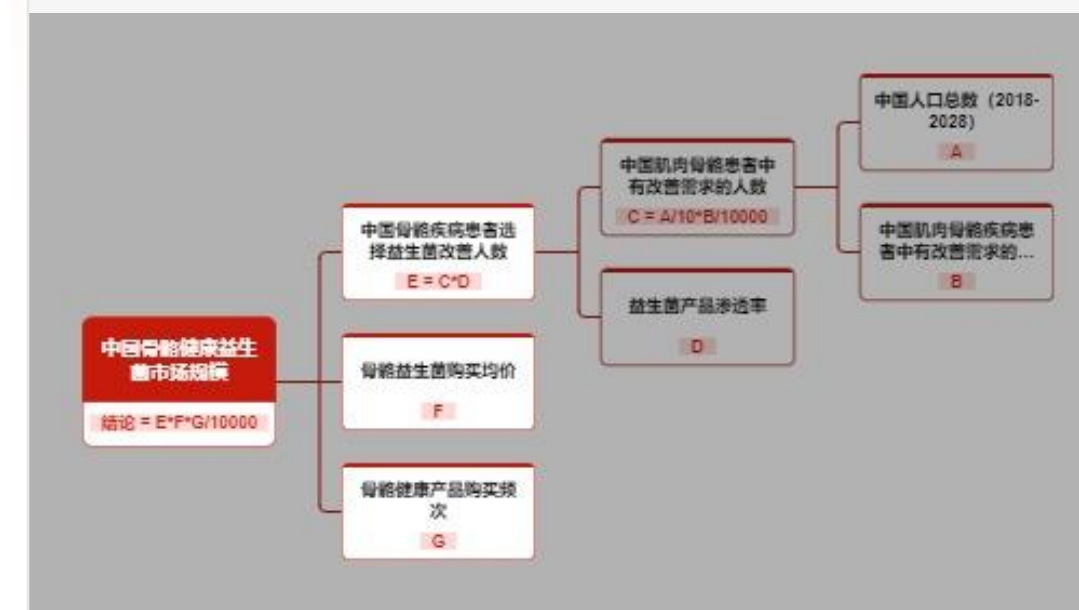 中国人口总数（2018-
2028）
A
中国肌肉骨骼患者中
有改善需求的人数
C = A/10*B/10000
中国肌肉骨骼疾病患
者中有改善需求的...
B
中国骨骼疾病患者选
择益生菌改善人数
E = C*D
益生菌产品渗透率
D
中国骨骼健康益生
菌市场规模
结论 = E*F*G/10000
骨骼益生菌购买均价
F
骨骼健康产品购买频
次
G